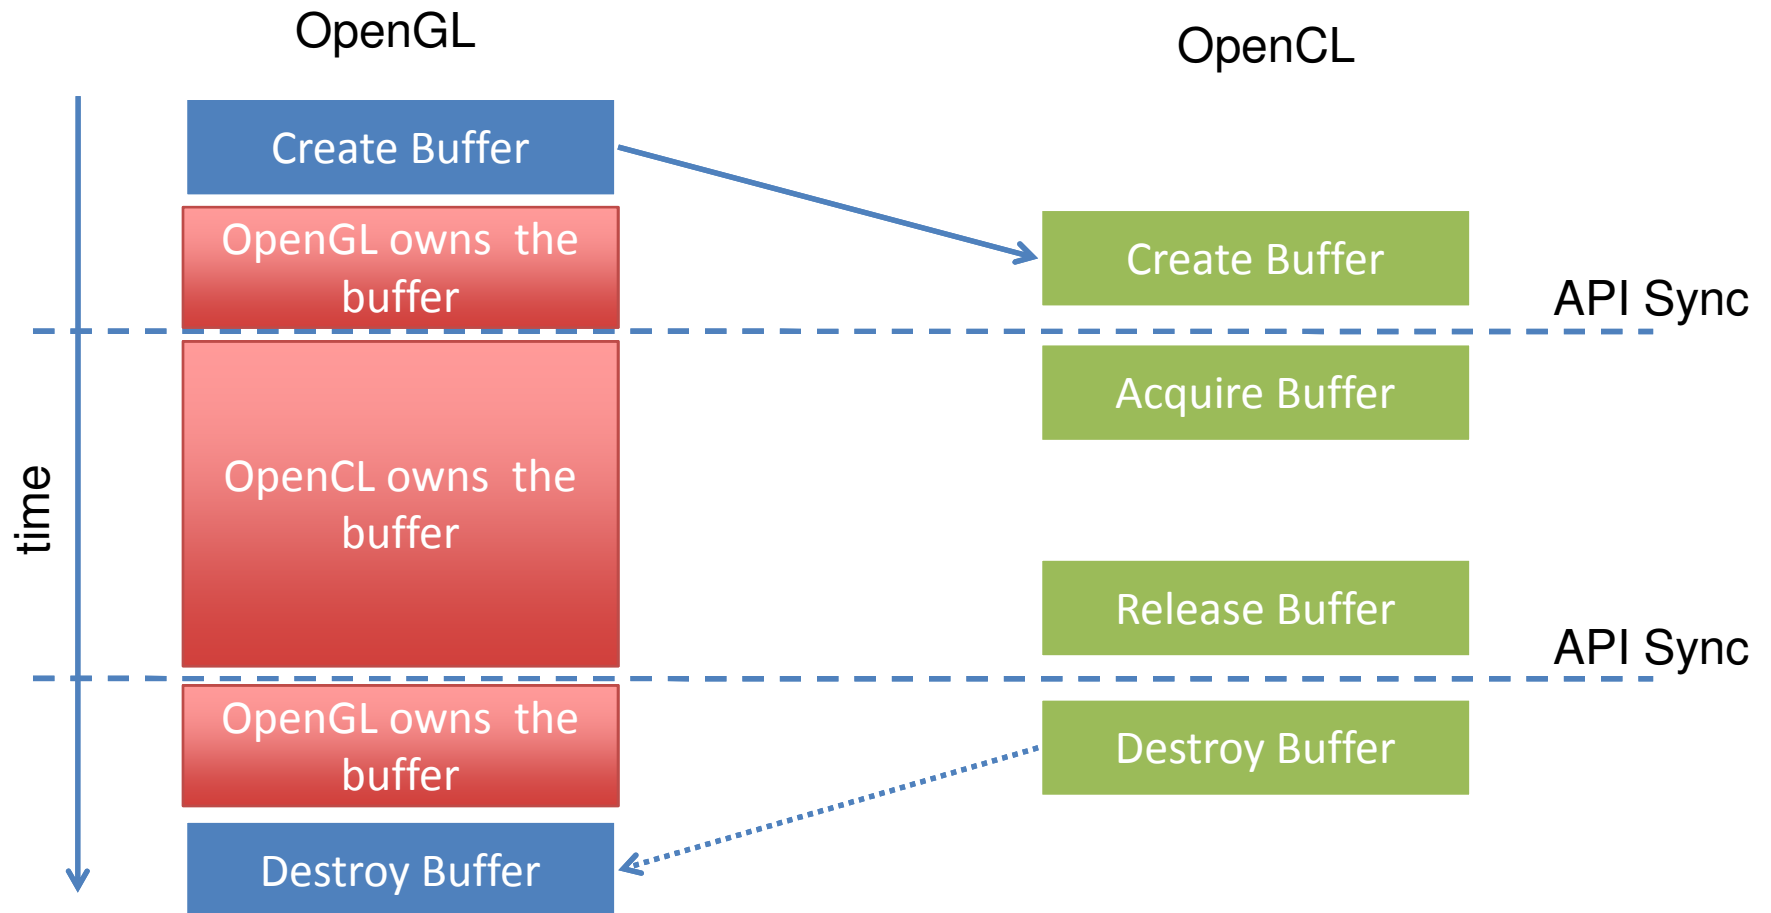 OpenGL
OpenCL
Create Buffer
OpenGL owns the
buffer
Create Buffer
API Sync
OpenCL owns the
buffer
Acquire Buffer
time
Release Buffer
API Sync
OpenGL owns the
buffer
Destroy Buffer
Destroy Buffer